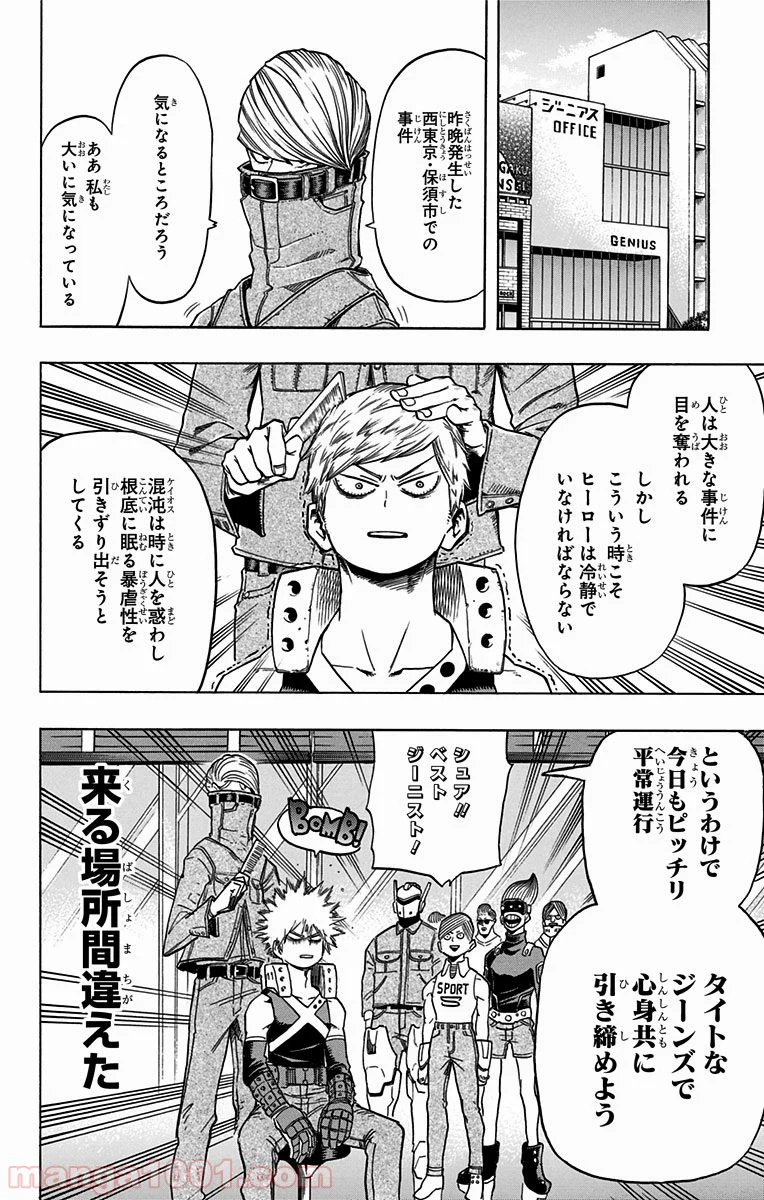 ジーニアス
OFFICE
GENIUS
昨晩発生した
西東京・保須市での
事件
気になるところだろう
ああ 私も
大いに気になっている
人は大きな事件に
目を奪われる
しかし
こういう時こそ
ヒーローは冷静で
いなければならない
混沌は時に人を惑わし
根底に眠る暴虐性を
引きずり出そうと
してくる
というわけで
今日もピッチリ
平常運行
タイトな
ジーンズで
心身共に
引き締めよう
シュア!!
ベスト
ジーニスト!
BOMB!
SPORT
来る場所間違えた
manga1001.com